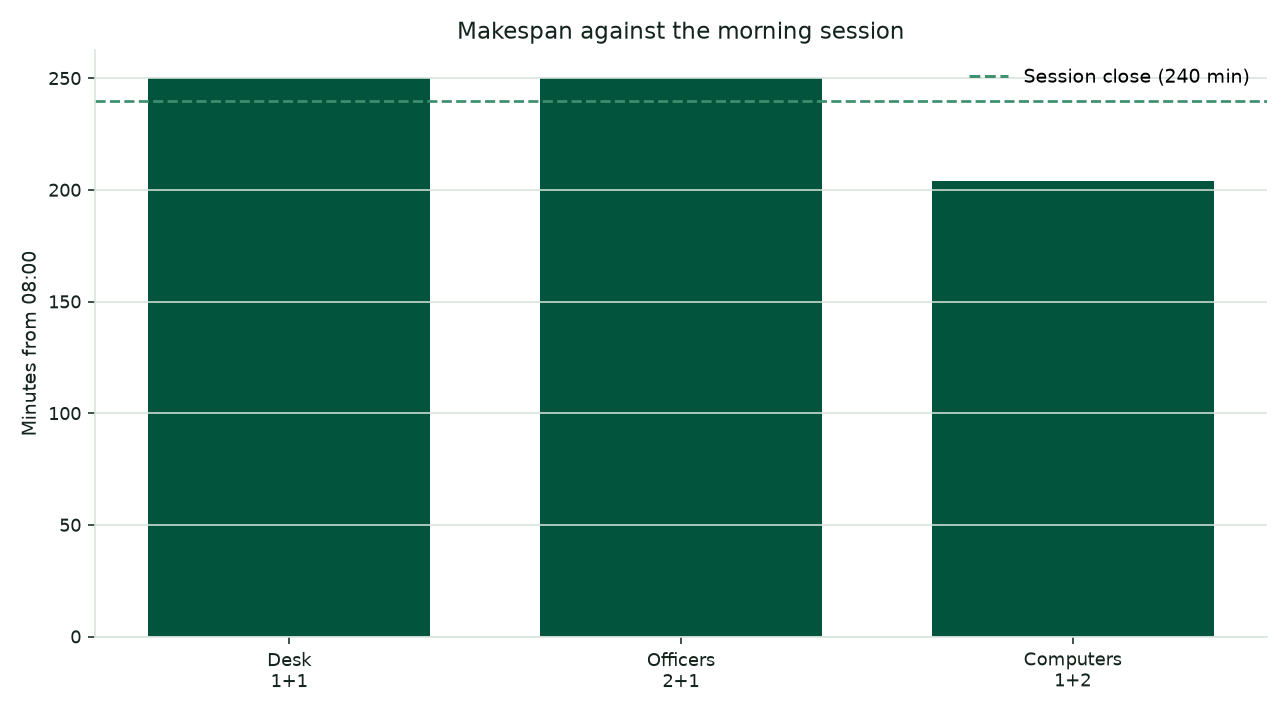 Makespan against the morning session
Session close (240 min)
Minutes from 08:00
250
200
150
100
50
0
Desk
1+1
Officers
2+1
Computers
1+2